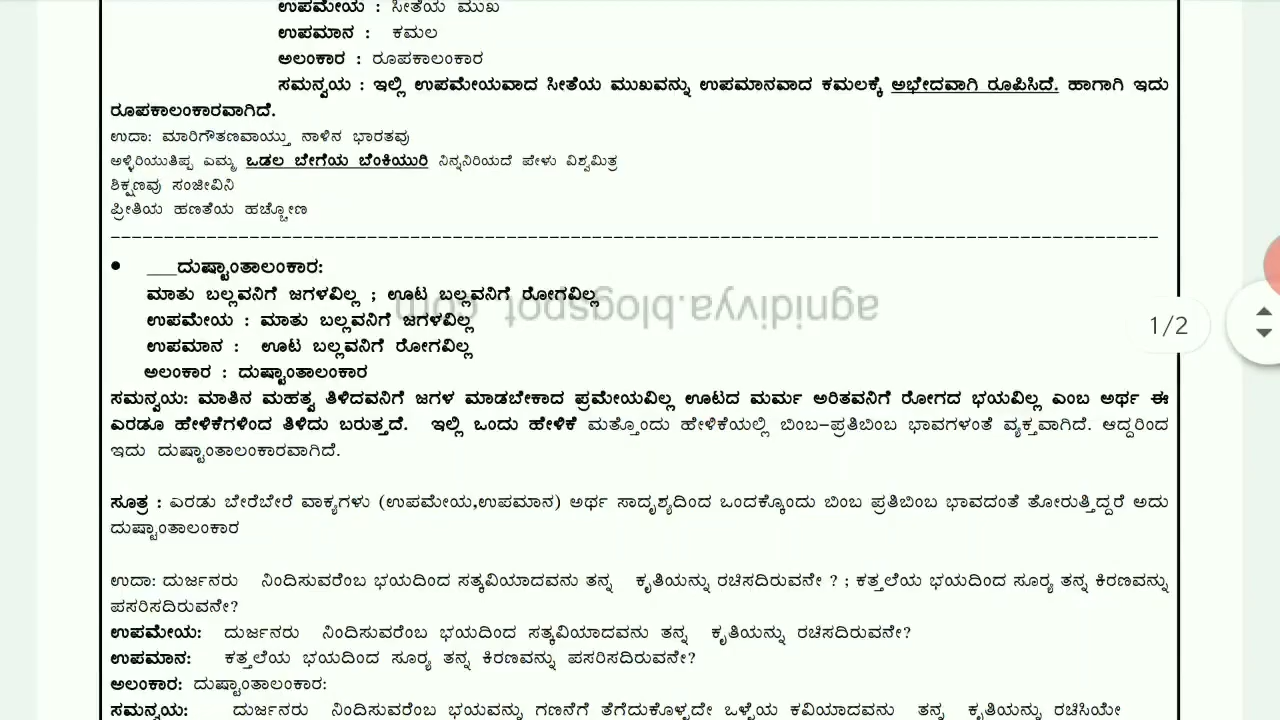 ಉಪಮೇಯ : ಸೀತೆಯ ಮುಖ
ಉಪಮಾನ : ಕಮಲ
ಅಲಂಕಾರ : ರೂಪಕಾಲಂಕಾರ
ಸಮನ್ವಯ : ಇಲ್ಲಿ ಉಪಮೇಯವಾದ ಸೀತೆಯ ಮುಖವನ್ನು ಉಪಮಾನವಾದ ಕಮಲಕ್ಕೆ ಅಭೇದವಾಗಿ ರೂಪಿಸಿದೆ. ಹಾಗಾಗಿ ಇದು
ರೂಪಕಾಲಂಕಾರವಾಗಿದೆ.
ಉದಾ: ಮಾರಿಗೌತಣವಾಯ್ತು ನಾಳಿನ ಭಾರತವು
ಅಳ್ಳಿರಿಯುತಿಪ್ಪ ಎಮ್ಮ ಒಡಲ ಬೇಗೆಯ ಬೆಂಕಿಯುರಿ ನಿನ್ನನಿರಿಯದೆ ಪೇಳು ವಿಶ್ವಮಿತ್ರ
ಶಿಕ್ಷಣವು ಸಂಜೀವಿನಿ
ಪ್ರೀತಿಯ ಹಣತೆಯ ಹಚ್ಚೋಣ
● ___ದುಷ್ಟಾಂತಾಲಂಕಾರ:
ಮಾತು ಬಲ್ಲವನಿಗೆ ಜಗಳವಿಲ್ಲ ; ಊಟ ಬಲ್ಲವನಿಗೆ ರೋಗವಿಲ್ಲ
agnidivya.blogspot.com
ಉಪಮೇಯ : ಮಾತು ಬಲ್ಲವನಿಗೆ ಜಗಳವಿಲ್ಲ
1/2
ಉಪಮಾನ : ಊಟ ಬಲ್ಲವನಿಗೆ ರೋಗವಿಲ್ಲ
ಅಲಂಕಾರ : ದುಷ್ಟಾಂತಾಲಂಕಾರ
ಸಮನ್ವಯ: ಮಾತಿನ ಮಹತ್ವ ತಿಳಿದವನಿಗೆ ಜಗಳ ಮಾಡಬೇಕಾದ ಪ್ರಮೇಯವಿಲ್ಲ ಊಟದ ಮರ್ಮ ಅರಿತವನಿಗೆ ರೋಗದ ಭಯವಿಲ್ಲ ಎಂಬ ಅರ್ಥ ಈ
ಎರಡೂ ಹೇಳಿಕೆಗಳಿಂದ ತಿಳಿದು ಬರುತ್ತದೆ. ಇಲ್ಲಿ ಒಂದು ಹೇಳಿಕೆ ಮತ್ತೊಂದು ಹೇಳಿಕೆಯಲ್ಲಿ ಬಿಂಬ-ಪ್ರತಿಬಿಂಬ ಭಾವಗಳಂತೆ ವ್ಯಕ್ತವಾಗಿದೆ. ಆದ್ದರಿಂದ
ಇದು ದುಷ್ಟಾಂತಾಲಂಕಾರವಾಗಿದೆ.
ಸೂತ್ರ : ಎರಡು ಬೇರೆಬೇರೆ ವಾಕ್ಯಗಳು (ಉಪಮೇಯ,ಉಪಮಾನ) ಅರ್ಥ ಸಾದೃಶ್ಯದಿಂದ ಒಂದಕ್ಕೊಂದು ಬಿಂಬ ಪ್ರತಿಬಿಂಬ ಭಾವದಂತೆ ತೋರುತ್ತಿದ್ದರೆ ಅದು
ದುಷ್ಟಾಂತಾಲಂಕಾರ
ಉದಾ: ದುರ್ಜನರು ನಿಂದಿಸುವರೆಂಬ ಭಯದಿಂದ ಸತ್ಕವಿಯಾದವನು ತನ್ನ ಕೃತಿಯನ್ನು ರಚಿಸದಿರುವನೇ ? ; ಕತ್ತಲೆಯ ಭಯದಿಂದ ಸೂರ‍್ಯ ತನ್ನ ಕಿರಣವನ್ನು
ಪಸರಿಸದಿರುವನೇ?
ಉಪಮೇಯ: ದುರ್ಜನರು ನಿಂದಿಸುವರೆಂಬ ಭಯದಿಂದ ಸತ್ಕವಿಯಾದವನು ತನ್ನ ಕೃತಿಯನ್ನು ರಚಿಸದಿರುವನೇ?
ಉಪಮಾನ: ಕತ್ತಲೆಯ ಭಯದಿಂದ ಸೂರ‍್ಯ ತನ್ನ ಕಿರಣವನ್ನು ಪಸರಿಸದಿರುವನೇ?
ಅಲಂಕಾರ: ದುಷ್ಟಾಂತಾಲಂಕಾರ:
ಸಮನ್ವಯ: ದುರ್ಜನರು ನಿಂದಿಸುವರೆಂಬ ಭಯವನ್ನು ಗಣನೆಗೆ ತೆಗೆದುಕೊಳ್ಳದೇ ಒಳ್ಳೆಯ ಕವಿಯಾದವನು ತನ್ನ ಕೃತಿಯನ್ನು ರಚಿಸಿಯೇ